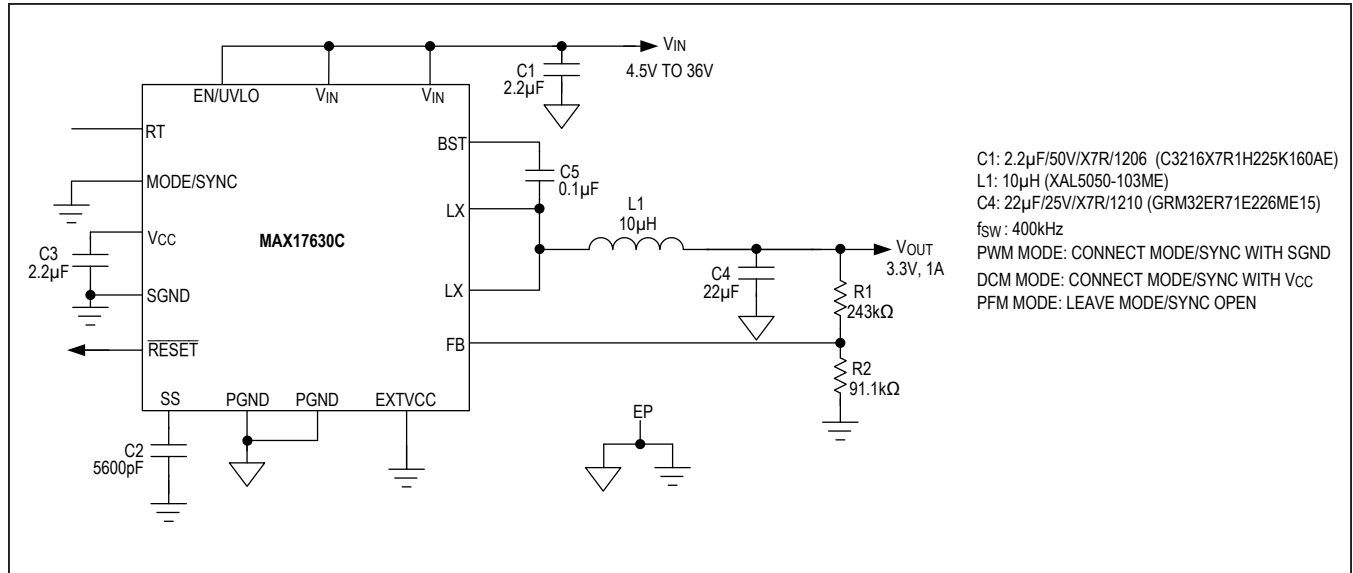 VIN
4.5V TO 36V
C1
2.2µF
EN/UVLO
VIN
VIN
RT
BST
MODE/SYNC
C5
0.1µF
LX
L1
10µH
VCC
MAX17630C
C3
2.2µF
VOUT
3.3V, 1A
C4
22µF
R1
243kΩ
LX
SGND
RESET
FB
R2
91.1kΩ
SS
PGND
PGND
EXTVCC
EP
C2
5600pF
C1: 2.2µF/50V/X7R/1206 (C3216X7R1H225K160AE)
L1: 10µH (XAL5050-103ME)
C4: 22µF/25V/X7R/1210 (GRM32ER71E226ME15)
fSW : 400kHz
PWM MODE: CONNECT MODE/SYNC WITH SGND
DCM MODE: CONNECT MODE/SYNC WITH VCC
PFM MODE: LEAVE MODE/SYNC OPEN